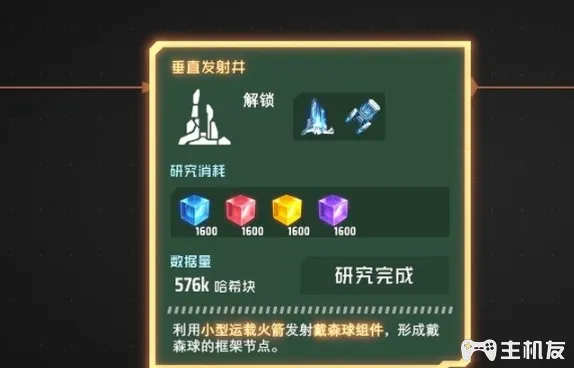 垂直发射井
解锁
研究消耗
1600 1600 1600 1600
数据量
576k 哈希块
研究完成
利用小型运载火箭发射戴森球组件，形成戴
森球的框架节点。
主机友